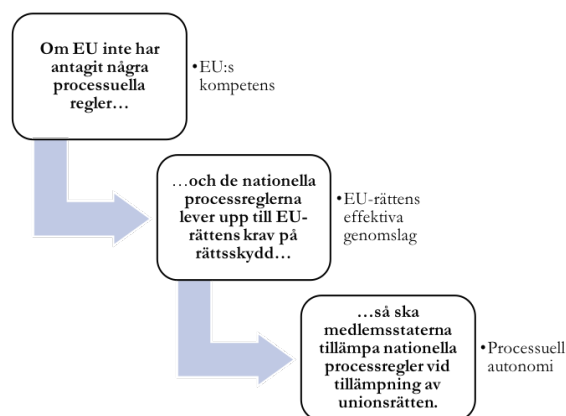 Om EU inte har
antagit några
processuella
regler…
•EU:s
kompetens
…och de nationella
processreglerna
lever upp till EU-
rättens krav på
rättsskydd…
•EU-rättens
effektiva
genomslag
…så ska
medlemsstaterna
tillämpa nationella
processregler vid
tillämpning av
unionsrätten.
•Processuell
autonomi